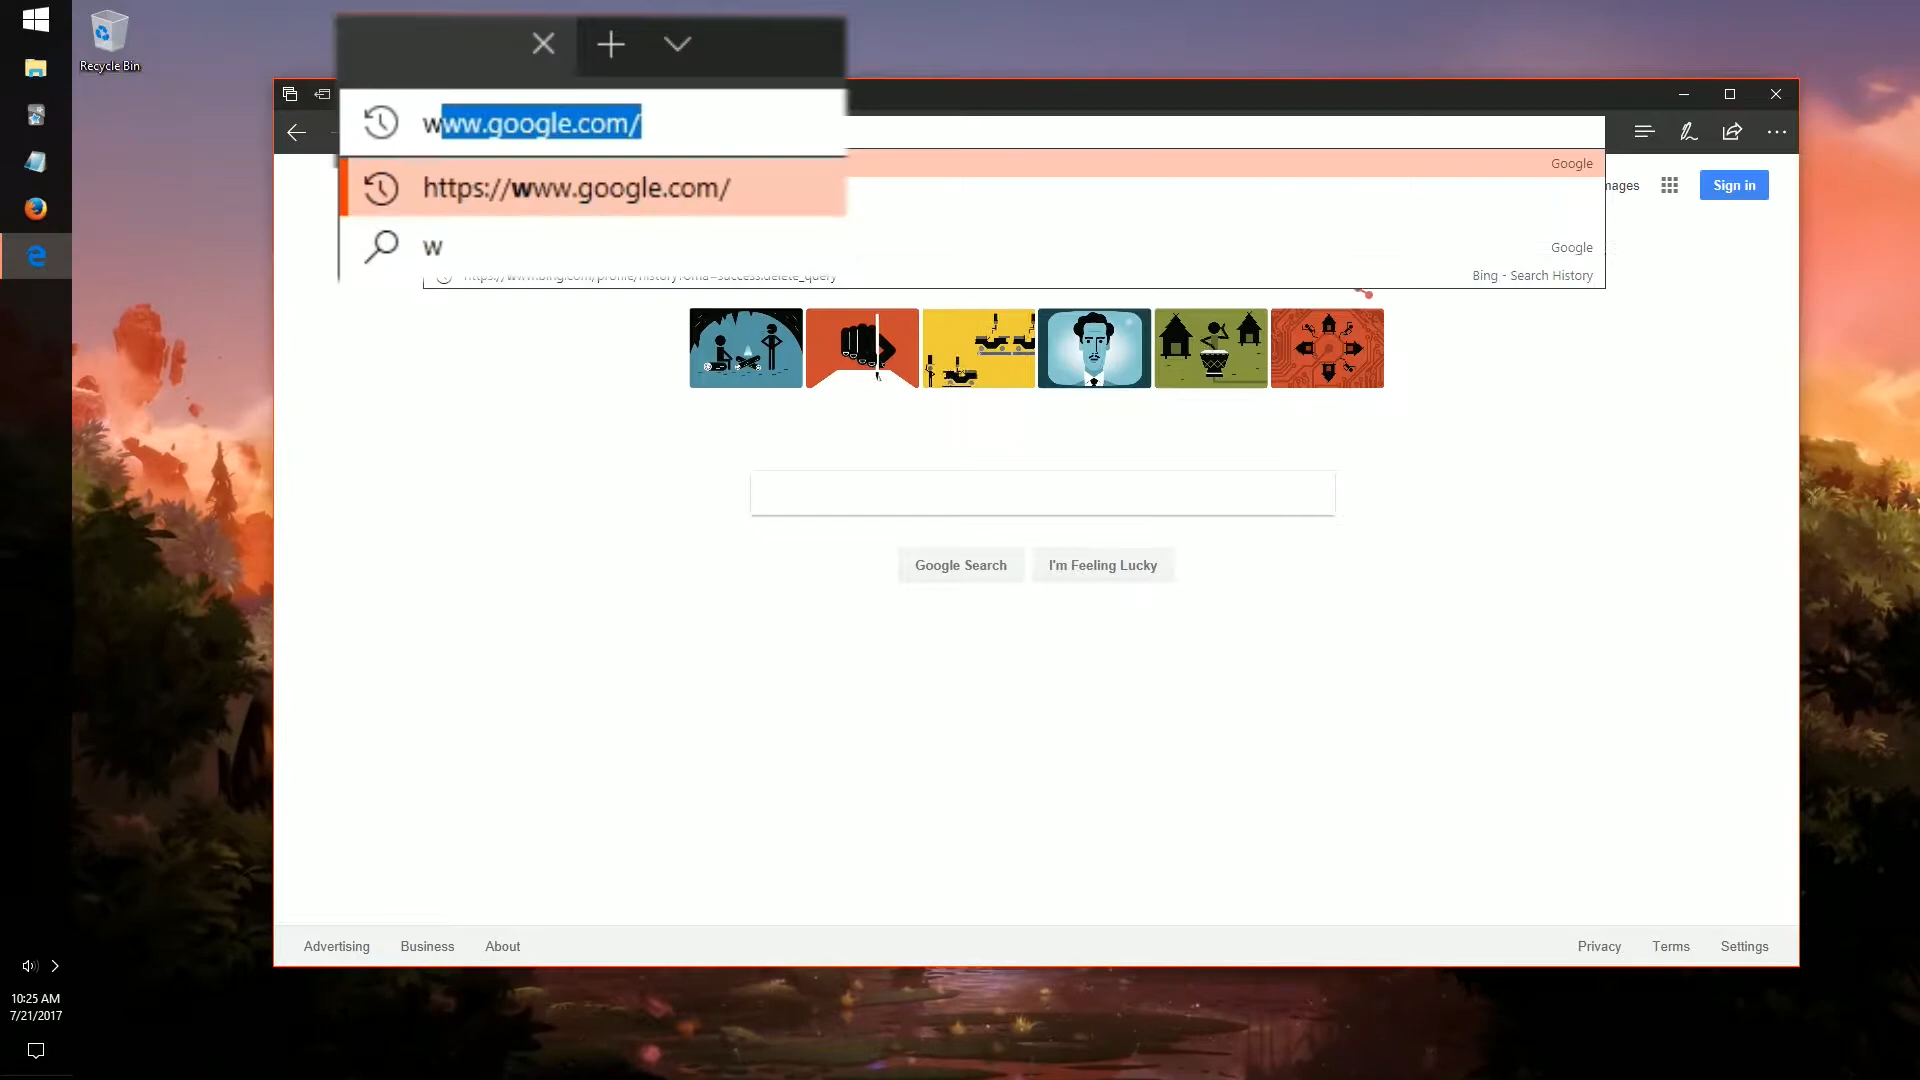 Recycle Bin
www.google.com/
https://www.google.com/
Google
w
Google
Bing - Search History
Sign in
Google Search
I'm Feeling Lucky
Advertising
Business
About
Privacy
Terms
Settings
10:25 AM
7/21/2017